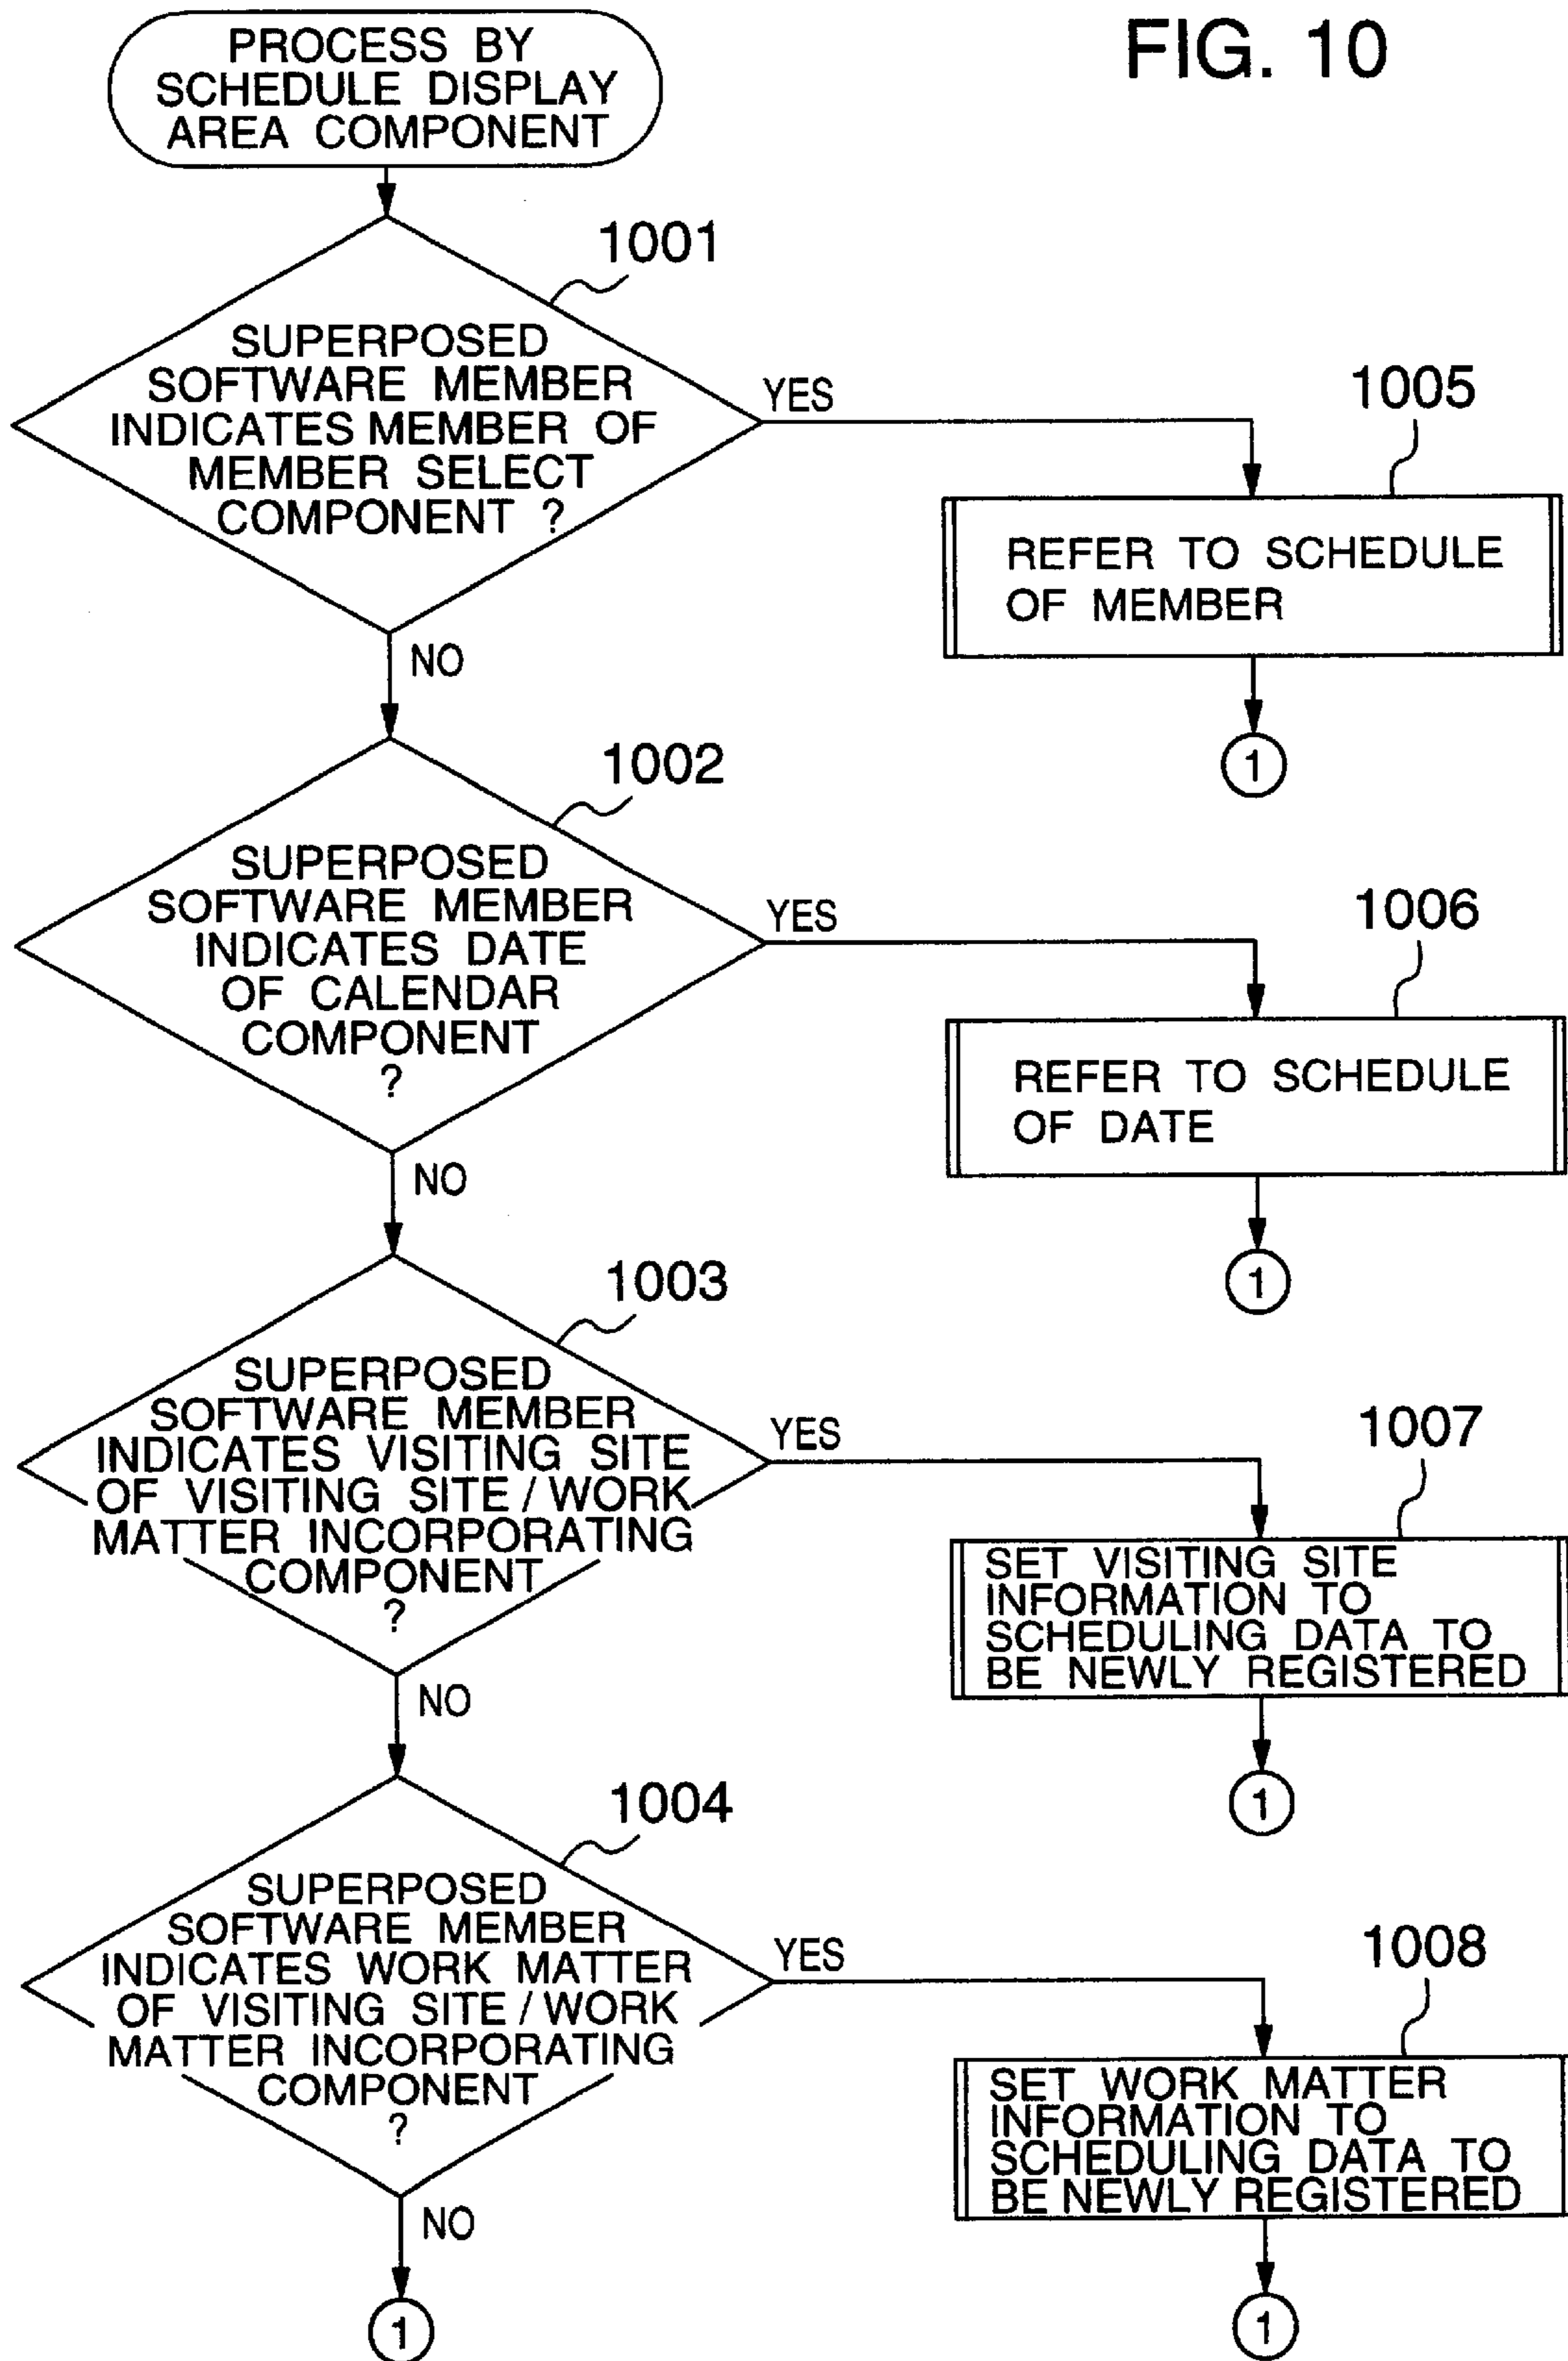 FIG. 10
PROCESS BY
SCHEDULE DISPLAY
AREA COMPONENT
1001
SUPERPOSED
SOFTWARE MEMBER
INDICATES MEMBER OF
MEMBER SELECT
COMPONENT ?
YES
NO
1005
REFER TO SCHEDULE
OF MEMBER
1
1002
SUPERPOSED
SOFTWARE MEMBER
INDICATES DATE
OF CALENDAR
COMPONENT
?
YES
NO
1006
REFER TO SCHEDULE
OF DATE
1
1003
SUPERPOSED
SOFTWARE MEMBER
INDICATES VISITING SITE
OF VISITING SITE / WORK
MATTER INCORPORATING
COMPONENT
?
YES
NO
1007
SET VISITING SITE
INFORMATION TO
SCHEDULING DATA TO
BE NEWLY REGISTERED
1
1004
SUPERPOSED
SOFTWARE MEMBER
INDICATES WORK MATTER
OF VISITING SITE / WORK
MATTER INCORPORATING
COMPONENT
?
YES
NO
1
1008
SET WORK MATTER
INFORMATION TO
SCHEDULING DATA TO
BE NEWLY REGISTERED
1